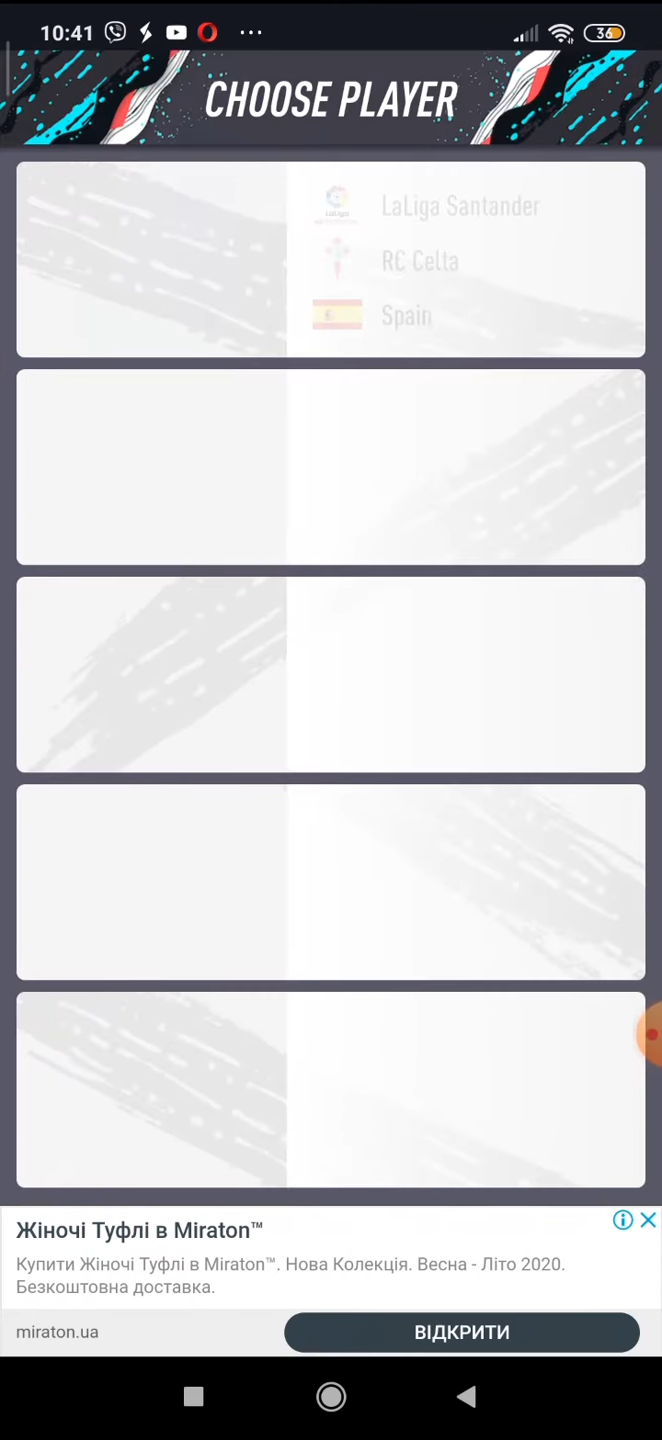 10:41
36
CHOOSE PLAYER
LaLiga
LaLiga Santander
RC Celta
Spain
Жіночі Туфлі в Miraton™
Купити Жіночі Туфлі в Miraton™. Нова Колекція. Весна - Літо 2020.
Безкоштовна доставка.
miraton.ua
ВІДКРИТИ